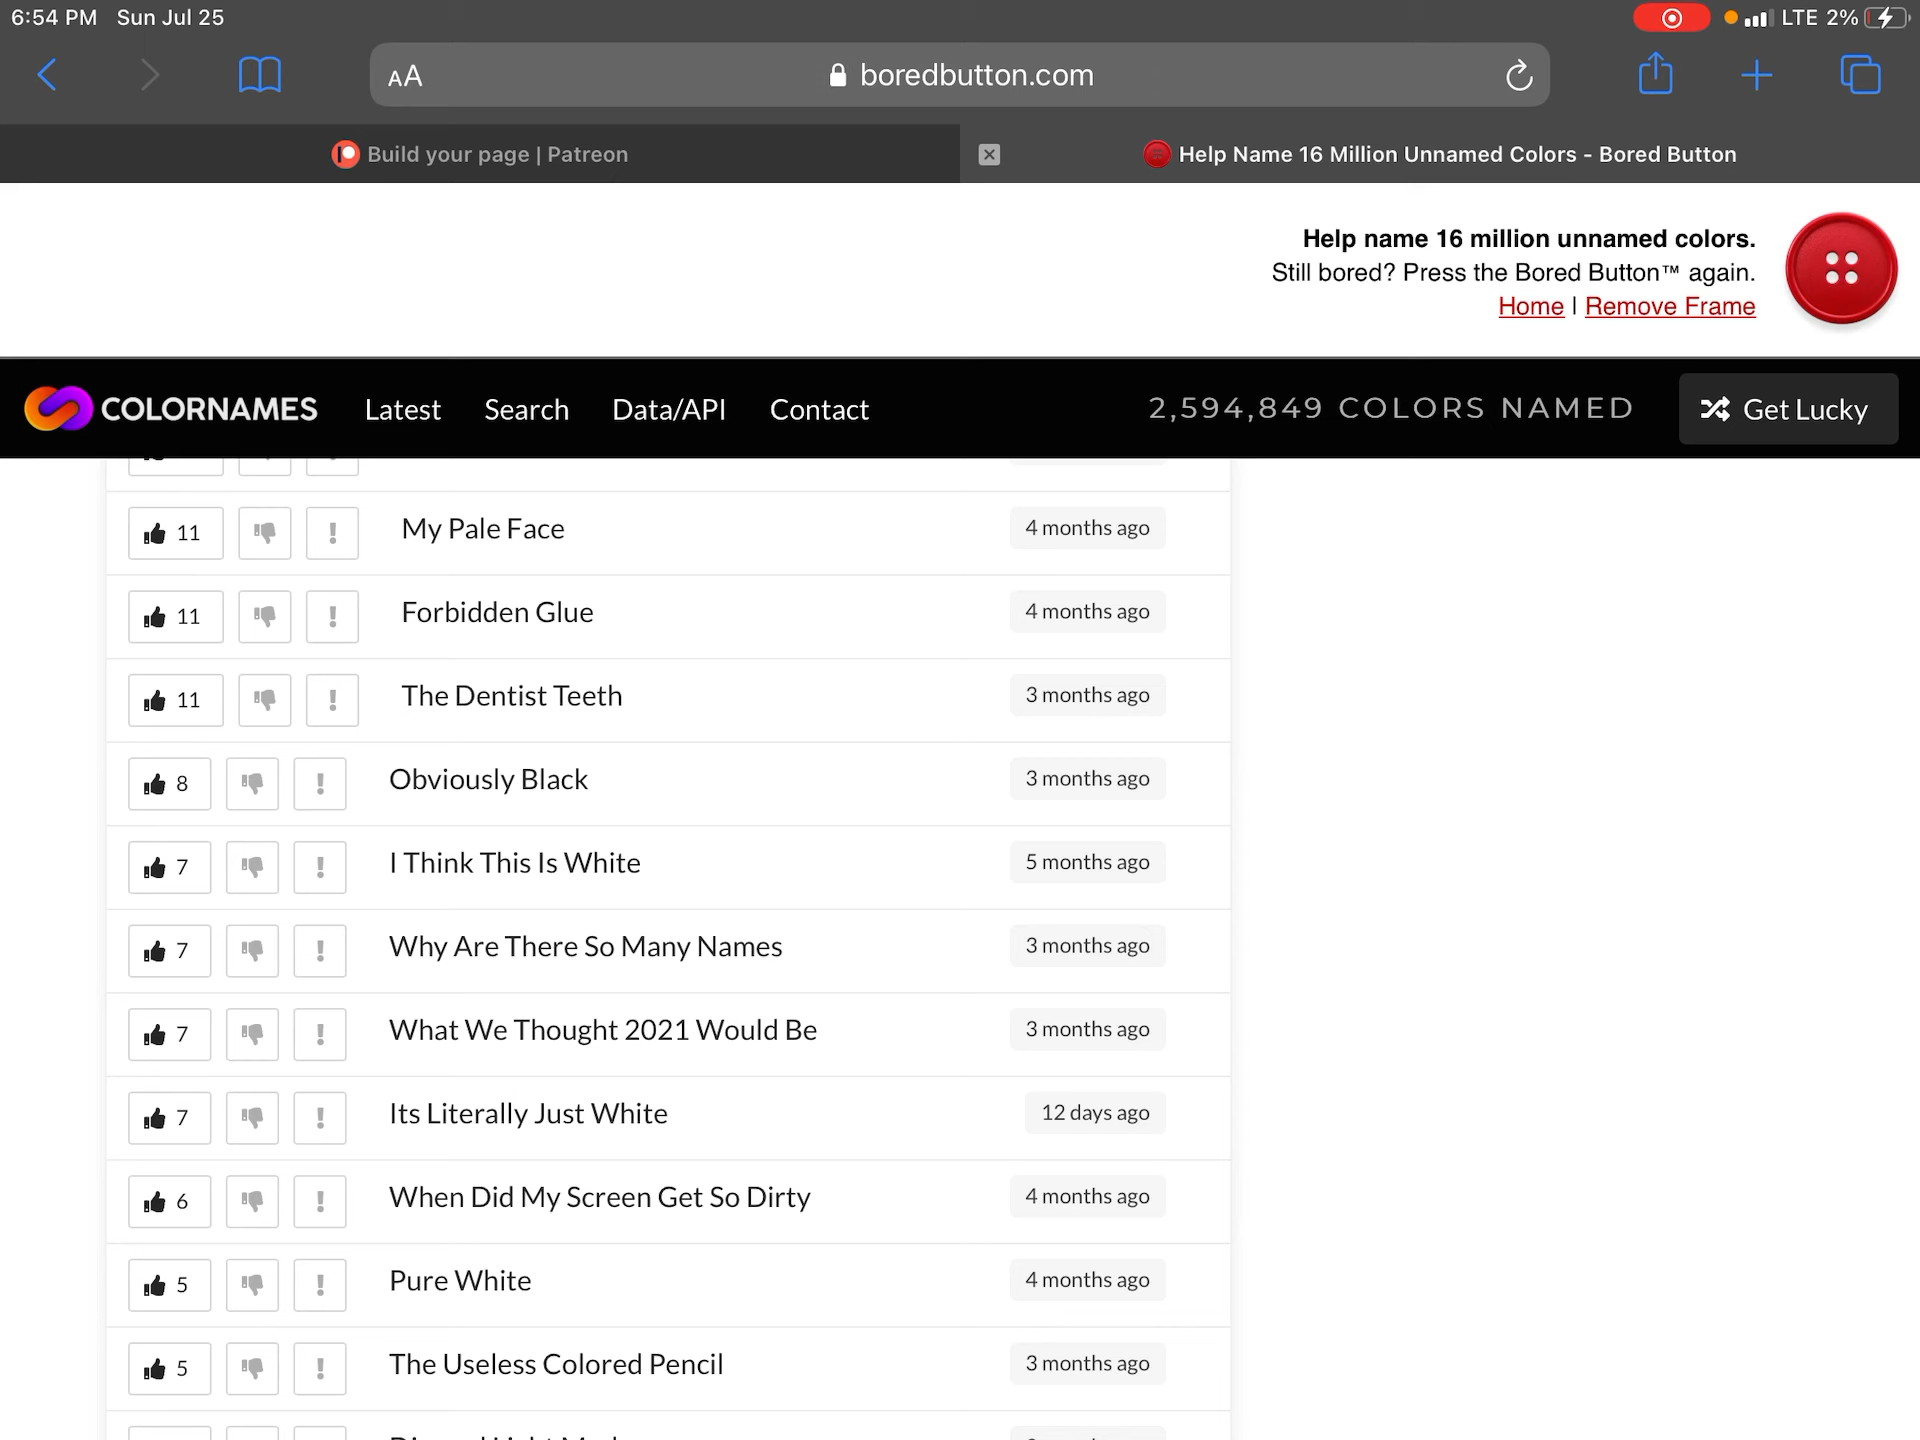 6:54 PM Sun Jul 25
LTE 2%
AA
boredbutton.com
Build your page | Patreon
Help Name 16 Million Unnamed Colors - Bored Button
Help name 16 million unnamed colors.
Still bored? Press the Bored Button™ again.
Home | Remove Frame
COLORNAMES Latest Search Data/API Contact 2,594,849 COLORS NAMED Get Lucky
11 ! My Pale Face 4 months ago
11 ! Forbidden Glue 4 months ago
11 ! The Dentist Teeth 3 months ago
8 ! Obviously Black 3 months ago
7 ! I Think This Is White 5 months ago
7 ! Why Are There So Many Names 3 months ago
7 ! What We Thought 2021 Would Be 3 months ago
7 ! Its Literally Just White 12 days ago
6 ! When Did My Screen Get So Dirty 4 months ago
5 ! Pure White 4 months ago
5 ! The Useless Colored Pencil 3 months ago